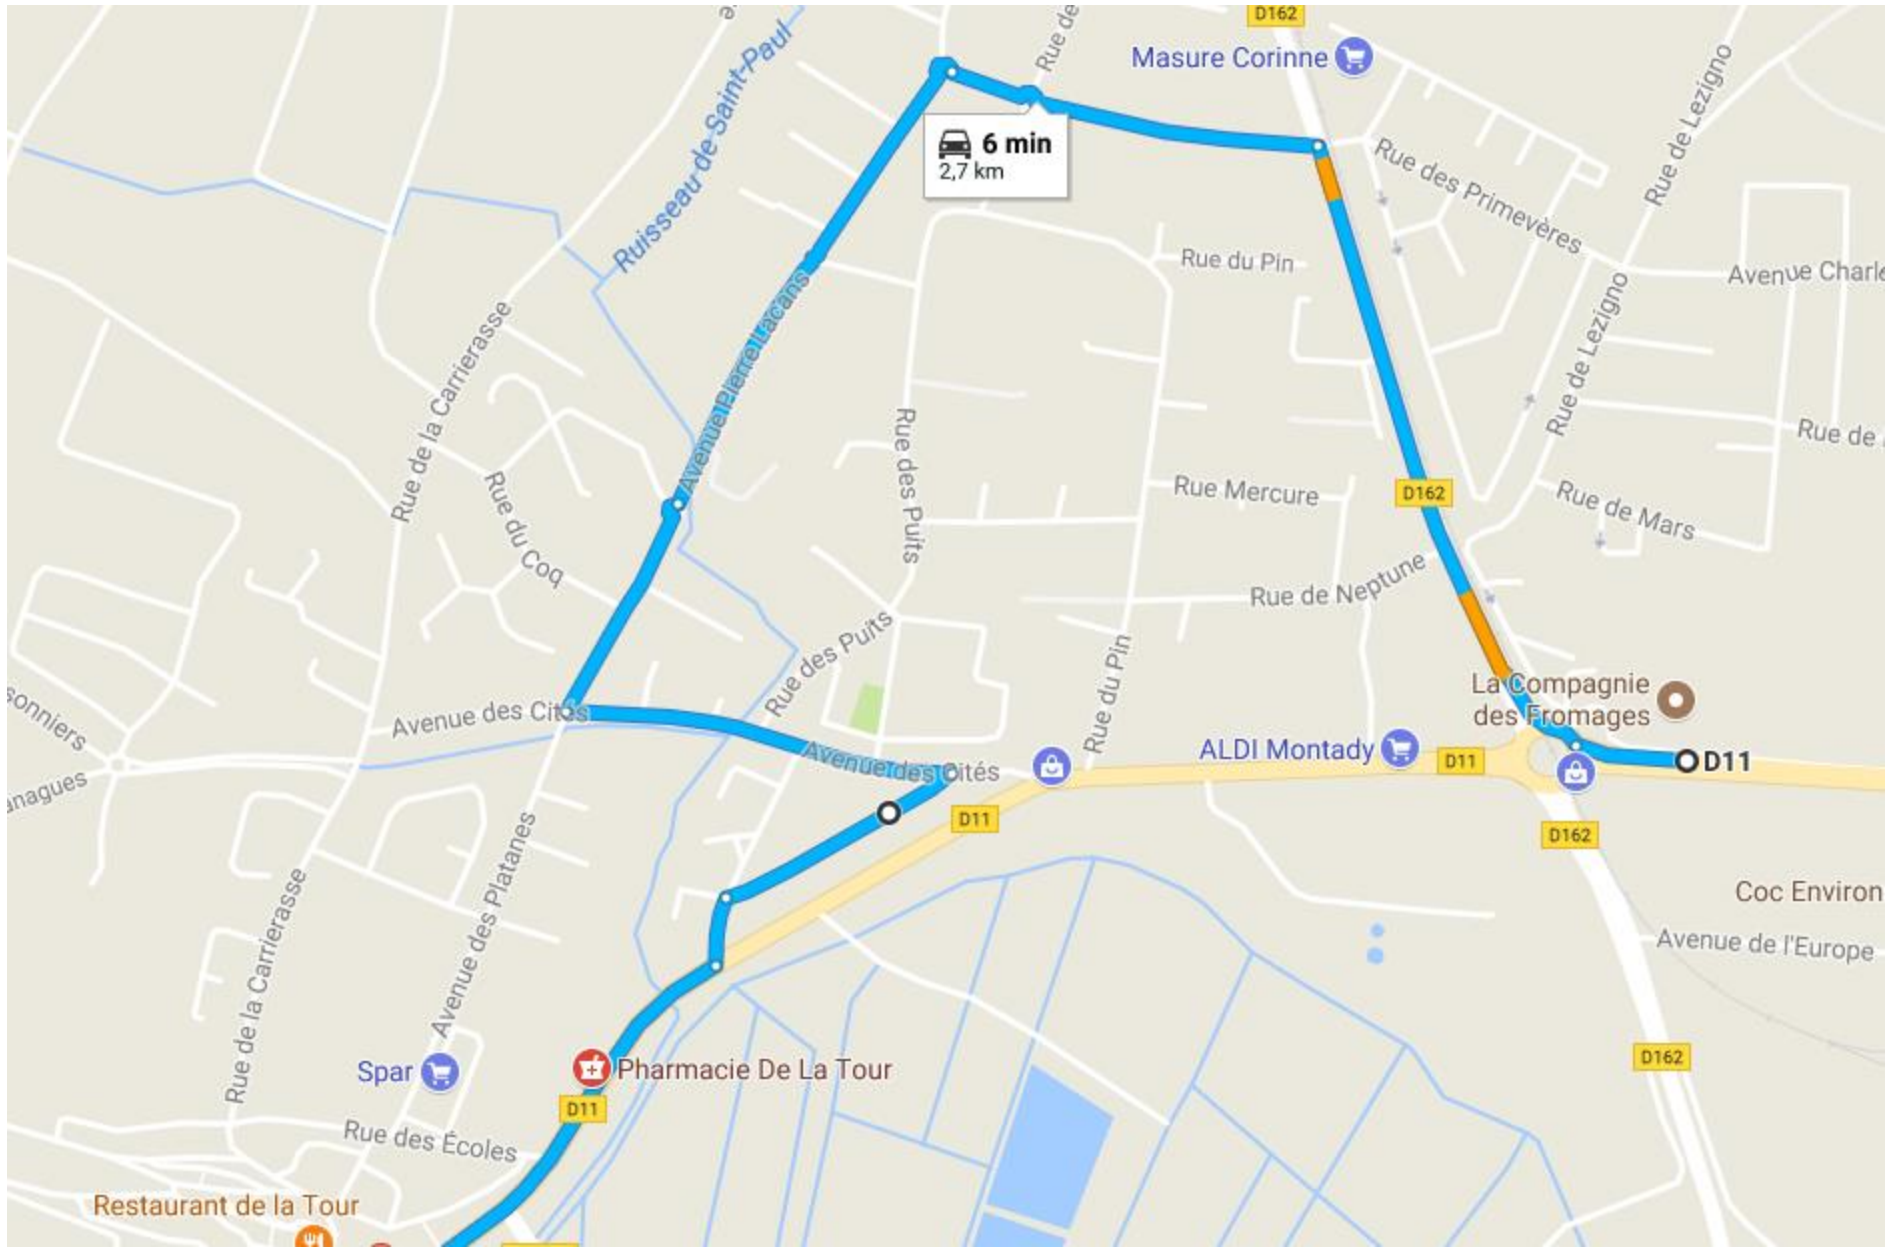 D162
Masure Corinne
Rue de
Ruisseau de Saint-Paul
6 min
2,7 km
Rue de Lezigno
Rue des Primevères
Rue du Pin
Avenue Charle
Rue de la Carrierasse
Avenue Pierre Lacans
Rue de Lezigno
Rue des Puits
Rue de
Rue du Coq
Rue Mercure
D162
Rue de Mars
Rue de Neptune
Rue des Puits
Rue du Pin
La Compagnie
des Fromages
sonniers
Avenue des Cités
Avenue des Cités
ALDI Montady
D11
D11
anagues
D11
D162
Avenue des Platanes
Coc Environ
Avenue de l'Europe
Rue de la Carrierasse
D162
Spar
Pharmacie De La Tour
D11
Rue des Écoles
Restaurant de la Tour